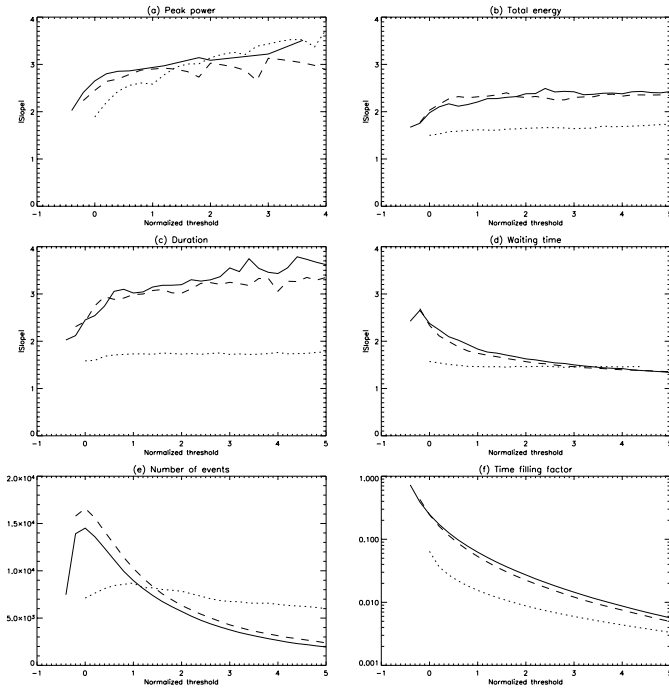 (a) Peak power
4
3
2
1
0
|Slope|
-1 0 1 2 3 4
Normalized threshold
(b) Total energy
4
3
2
1
0
|Slope|
-1 0 1 2 3 4 5
Normalized threshold
(c) Duration
4
3
2
1
0
|Slope|
-1 0 1 2 3 4 5
Normalized threshold
(d) Waiting time
4
3
2
1
0
|Slope|
-1 0 1 2 3 4 5
Normalized threshold
(e) Number of events
2.0×10⁴
1.5×10⁴
1.0×10⁴
5.0×10³
0
-1 0 1 2 3 4 5
Normalized threshold
(f) Time filling factor
1.000
0.100
0.010
0.001
-1 0 1 2 3 4 5
Normalized threshold